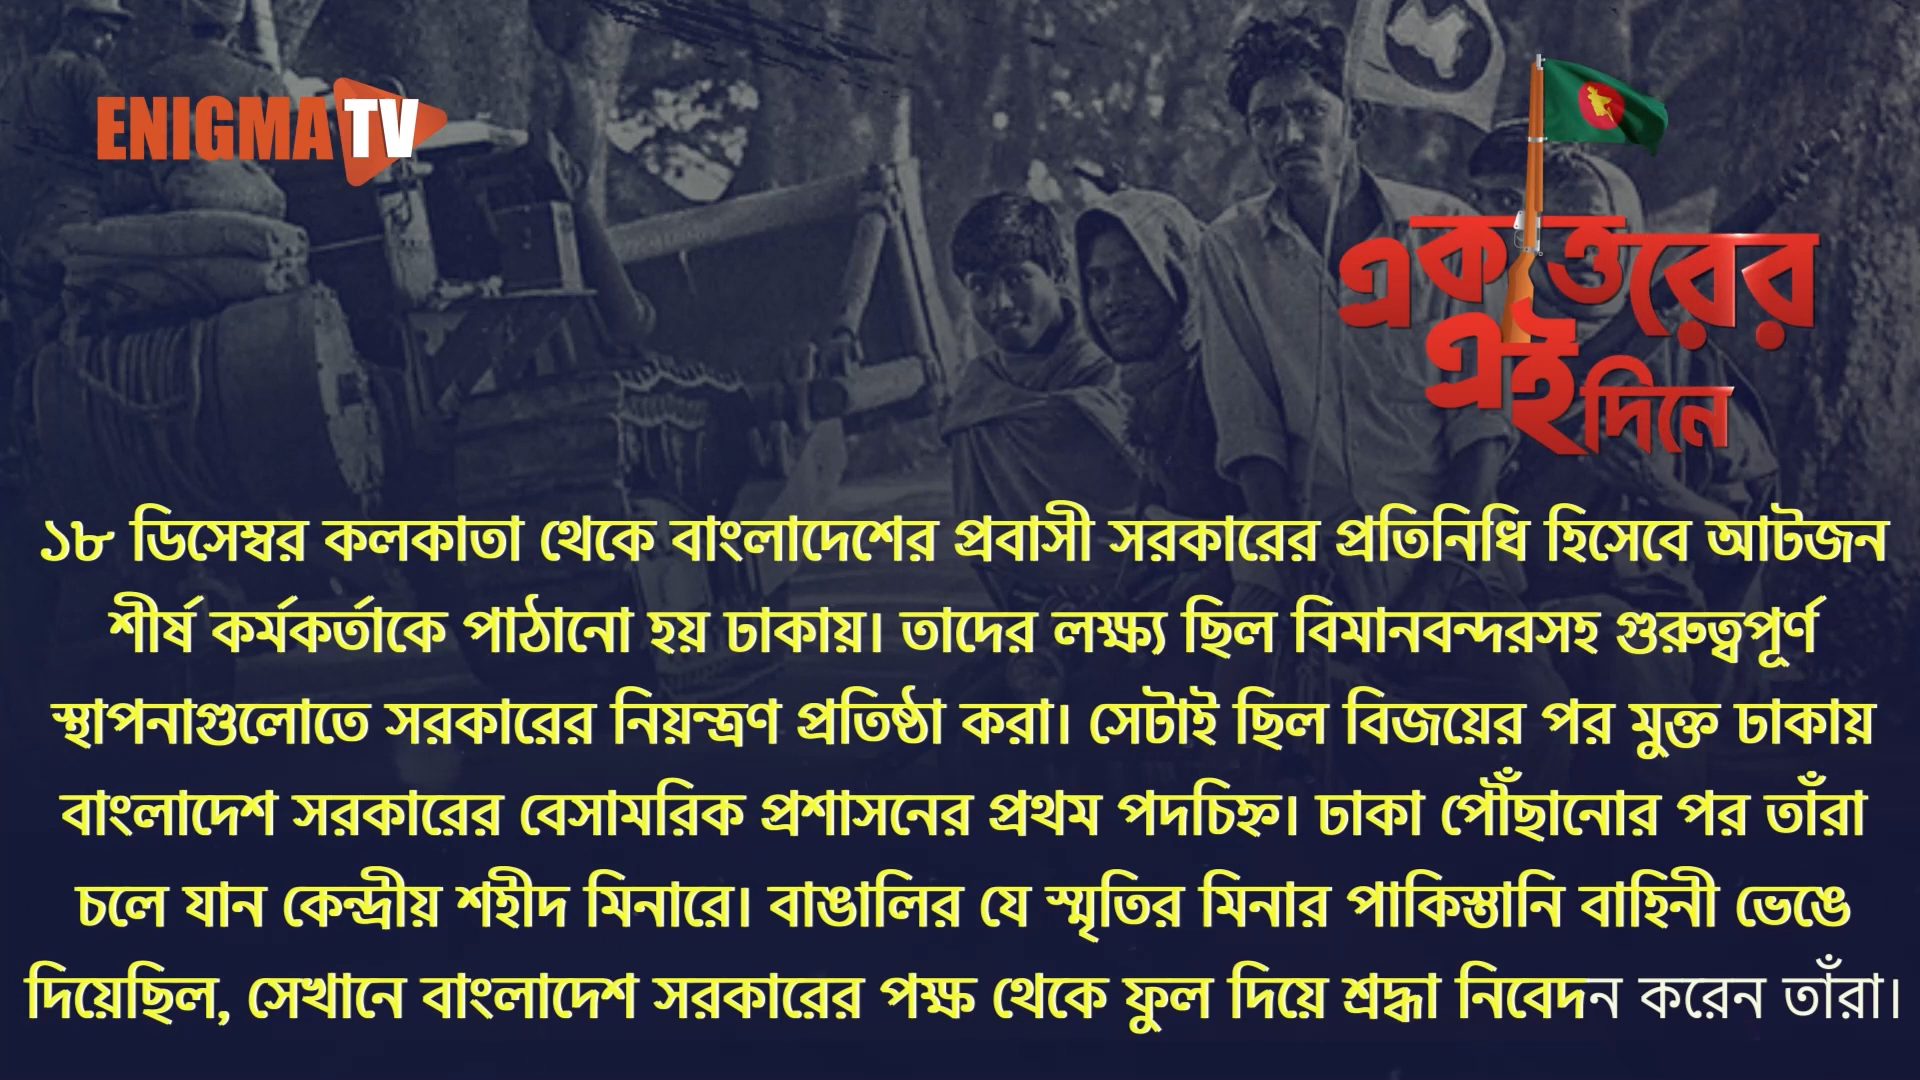 ENIGMA TV
একাত্তরের
এই দিনে
১৮ ডিসেম্বর কলকাতা থেকে বাংলাদেশের প্রবাসী সরকারের প্রতিনিধি হিসেবে আটজন
শীর্ষ কর্মকর্তাকে পাঠানো হয় ঢাকায়। তাদের লক্ষ্য ছিল বিমানবন্দরসহ গুরুত্বপূর্ণ
স্থাপনাগুলোতে সরকারের নিয়ন্ত্রণ প্রতিষ্ঠা করা। সেটাই ছিল বিজয়ের পর মুক্ত ঢাকায়
বাংলাদেশ সরকারের বেসামরিক প্রশাসনের প্রথম পদচিহ্ন। ঢাকা পৌঁছানোর পর তাঁরা
চলে যান কেন্দ্রীয় শহীদ মিনারে। বাঙালির যে স্মৃতির মিনার পাকিস্তানি বাহিনী ভেঙে
দিয়েছিল, সেখানে বাংলাদেশ সরকারের পক্ষ থেকে ফুল দিয়ে শ্রদ্ধা নিবেদন করেন তাঁরা।